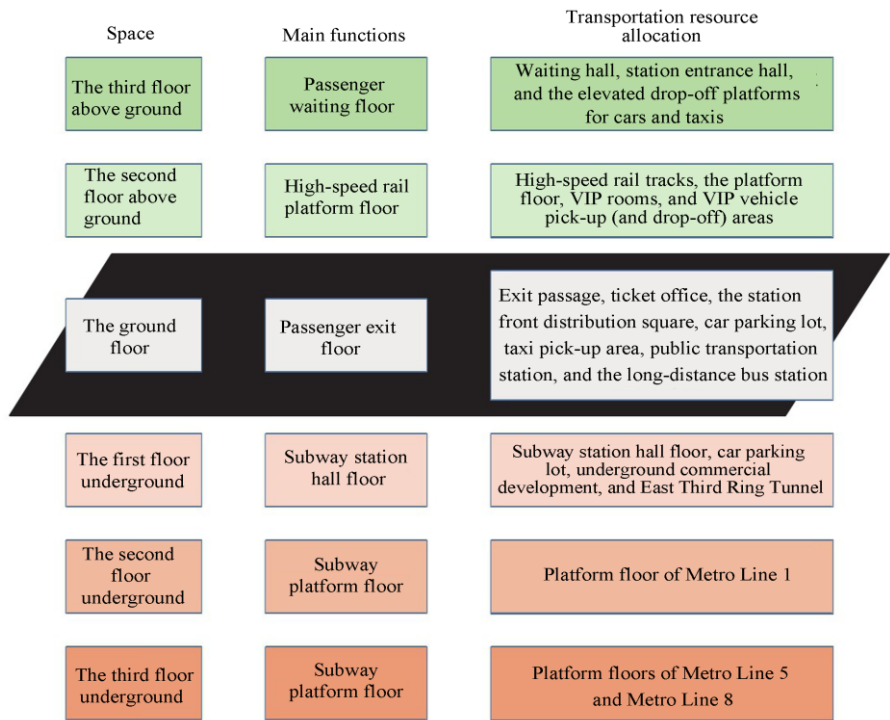 Space
Main functions
Transportation resource
allocation
The third floor
above ground
Passenger
waiting floor
Waiting hall, station entrance hall,
and the elevated drop-off platforms
for cars and taxis
The second
floor above
ground
High-speed rail
platform floor
High-speed rail tracks, the platform
floor, VIP rooms, and VIP vehicle
pick-up (and drop-off) areas
The ground
floor
Passenger exit
floor
Exit passage, ticket office, the station
front distribution square, car parking lot,
taxi pick-up area, public transportation
station, and the long-distance bus station
The first floor
underground
Subway station
hall floor
Subway station hall floor, car parking
lot, underground commercial
development, and East Third Ring Tunnel
The second
floor
underground
Subway
platform floor
Platform floor of Metro Line 1
The third floor
underground
Subway
platform floor
Platform floors of Metro Line 5
and Metro Line 8